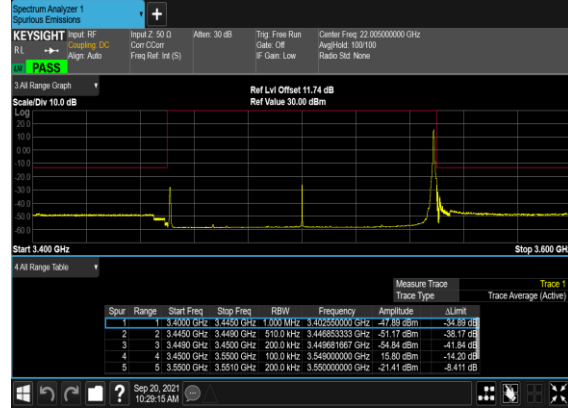 Spectrum Analyzer 1
Spurious Emissions
+
KEYSIGHT Input: RF Input Z: 50 Ω Atten: 30 dB Trig: Free Run Center Freq: 22.005000000 GHz
RL Coupling: DC Corr CCorr Gate: Off Avg|Hold: 100/100
Align: Auto Freq Ref: Int (S) IF Gain: Low Radio Std: None
PASS
3 All Range Graph Ref Lvl Offset 11.74 dB
Scale/Div 10.0 dB Ref Value 30.00 dBm
Log
20.0
10.0
0.00
-10.0
-20.0
-30.0
-40.0
-50.0
-60.0
Start 3.400 GHz Stop 3.600 GHz
4 All Range Table
Measure Trace Trace 1
Trace Type Trace Average (Active)
Spur Range Start Freq Stop Freq RBW Frequency Amplitude ΔLimit
1 1 3.4000 GHz 3.4450 GHz 1.000 MHz 3.402550000 GHz -47.89 dBm -34.89 dB
2 2 3.4450 GHz 3.4490 GHz 510.0 kHz 3.446853333 GHz -51.17 dBm -38.17 dB
3 3 3.4490 GHz 3.4500 GHz 200.0 kHz 3.449681667 GHz -54.84 dBm -41.84 dB
4 4 3.4500 GHz 3.5500 GHz 100.0 kHz 3.549000000 GHz 15.80 dBm -14.20 dB
5 5 3.5500 GHz 3.5510 GHz 200.0 kHz 3.550000000 GHz -21.41 dBm -8.411 dB
? Sep 20, 2021
10:29:15 AM